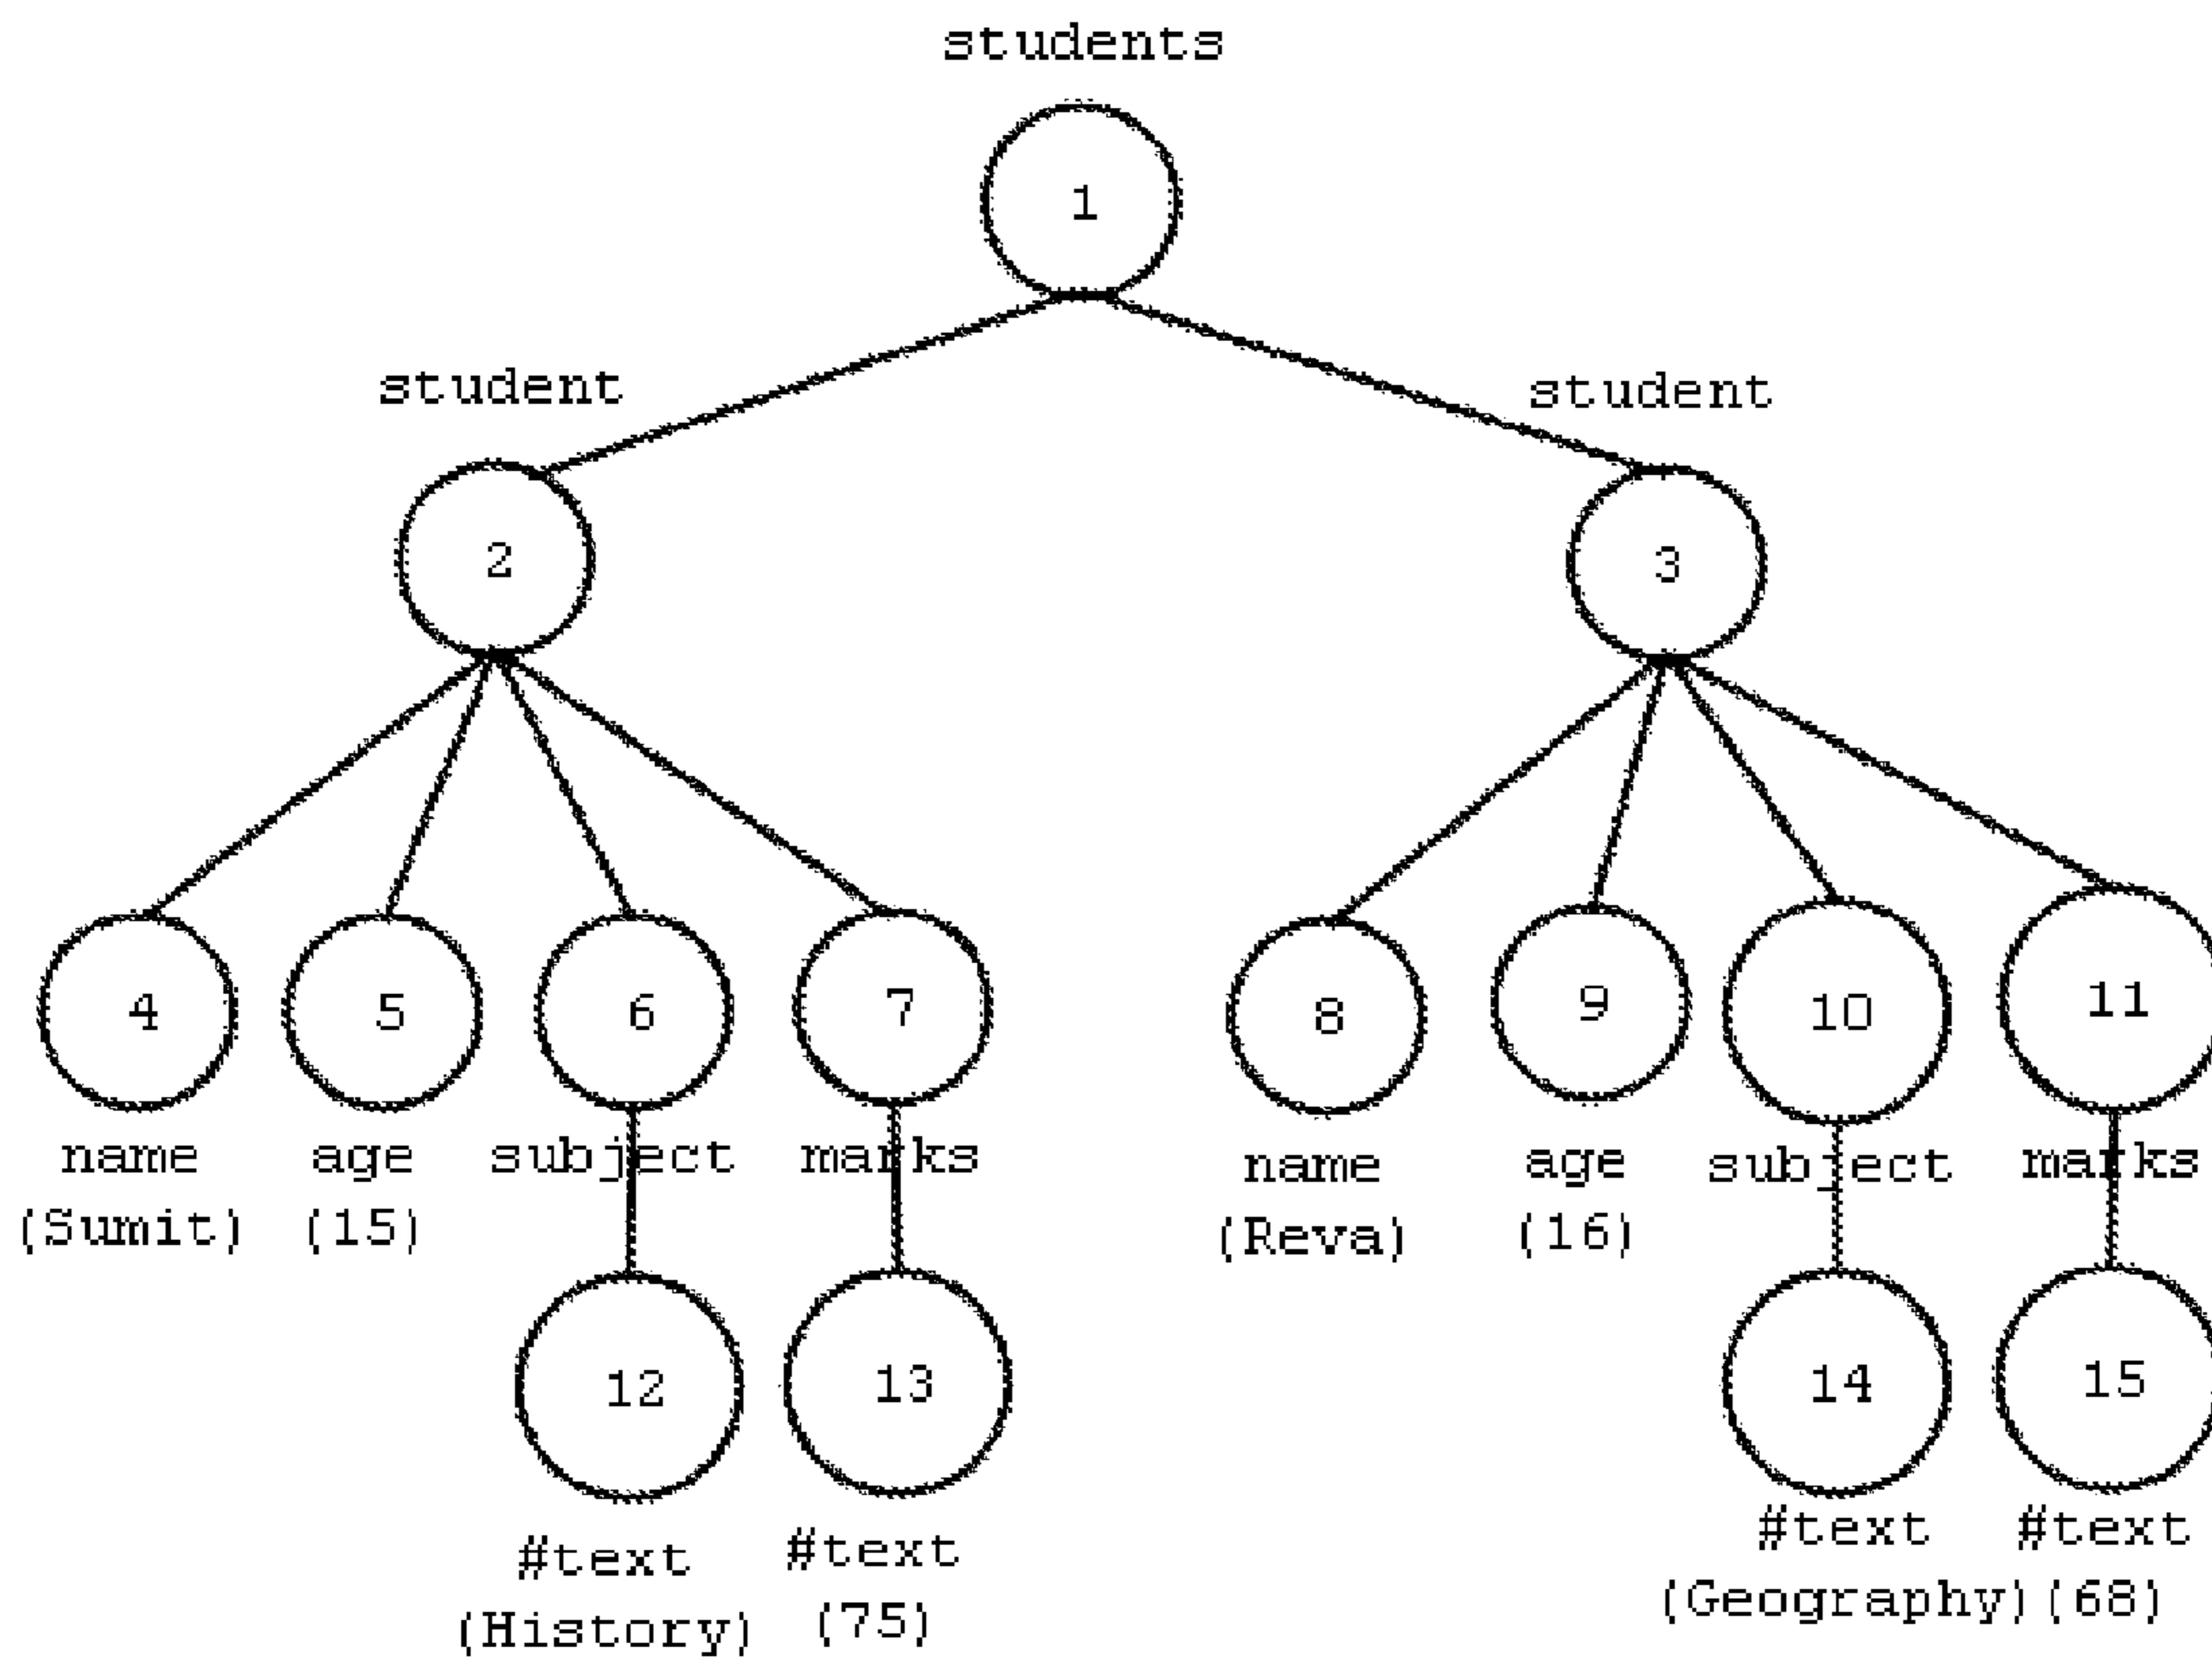 students
1
student student
2 3
4 5 6 7 8 9 10 11
name age subject marks name age subject marks
(Sumit) (15) (Reva) (16)
12 13 14 15
#text #text #text #text
(History) (75) (Geography) (68)